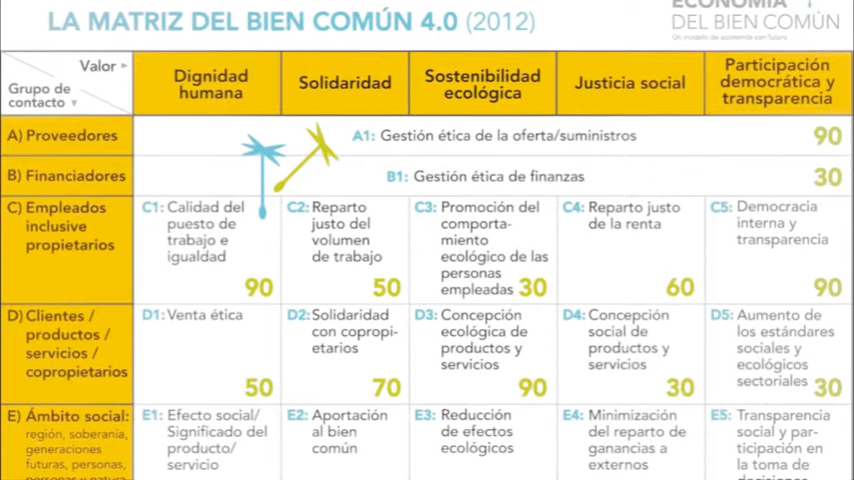 LA MATRIZ DEL BIEN COMÚN 4.0 (2012)
ECONOMÍA
DEL BIEN COMÚN
Un modelo de economía con futuro
Valor
Grupo de
contacto
Dignidad
humana
Solidaridad
Sostenibilidad
ecológica
Justicia social
Participación
democrática y
transparencia
A) Proveedores
A1: Gestión ética de la oferta/suministros
90
B) Financiadores
B1: Gestión ética de finanzas
30
C) Empleados
inclusive
propietarios
C1: Calidad del
puesto de
trabajo e
igualdad
90
C2: Reparto
justo del
volumen
de trabajo
50
C3: Promoción del
comporta-
miento
ecológico de las
personas
empleadas 30
C4: Reparto justo
de la renta
60
C5: Democracia
interna y
transparencia
90
D) Clientes /
productos /
servicios /
copropietarios
D1: Venta ética
50
D2: Solidaridad
con copropi-
etarios
70
D3: Concepción
ecológica de
productos y
servicios
90
D4: Concepción
social de
productos y
servicios
30
D5: Aumento de
los estándares
sociales y
ecológicos
sectoriales 30
E) Ámbito social:
región, soberanía,
generaciones
futuras, personas,
E1: Efecto social/
Significado del
producto/
servicio
E2: Aportación
al bien
común
E3: Reducción
de efectos
ecológicos
E4: Minimización
del reparto de
ganancias a
externos
E5: Transparencia
social y par-
ticipación en
la toma de